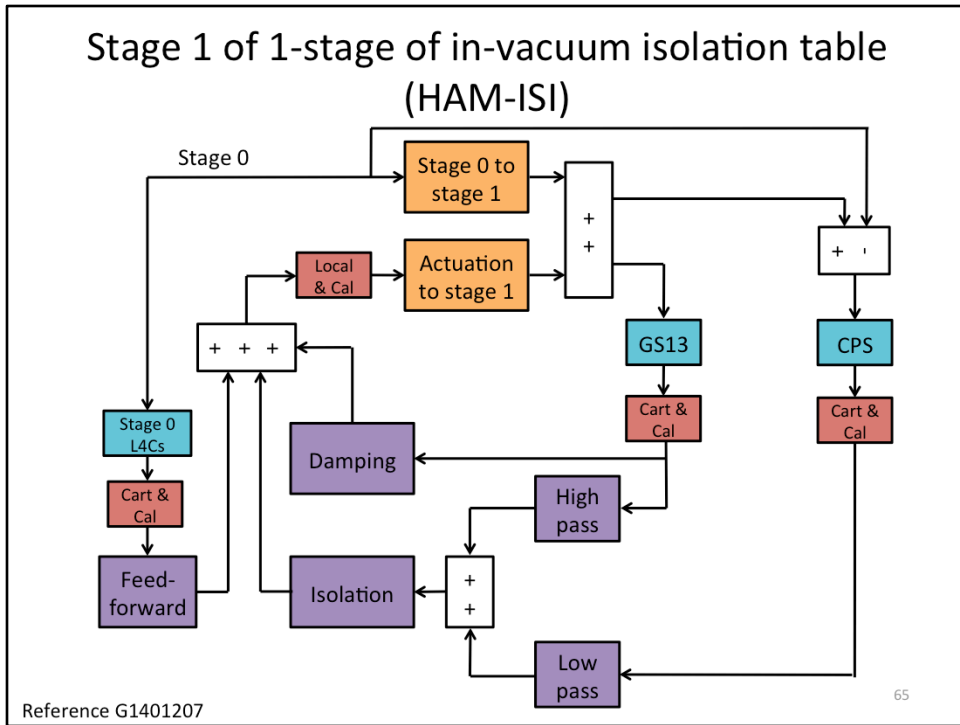 Stage 1 of 1-stage of in-vacuum isolation table
(HAM-ISI)
Stage 0
Stage 0 to
stage 1
+
+
+ -
Local
& Cal
Actuation
to stage 1
+ + +
GS13
CPS
Stage 0
L4Cs
Cart &
Cal
Cart &
Cal
Damping
Cart &
Cal
High
pass
Feed-
forward
Isolation
+
+
Low
pass
65
Reference G1401207